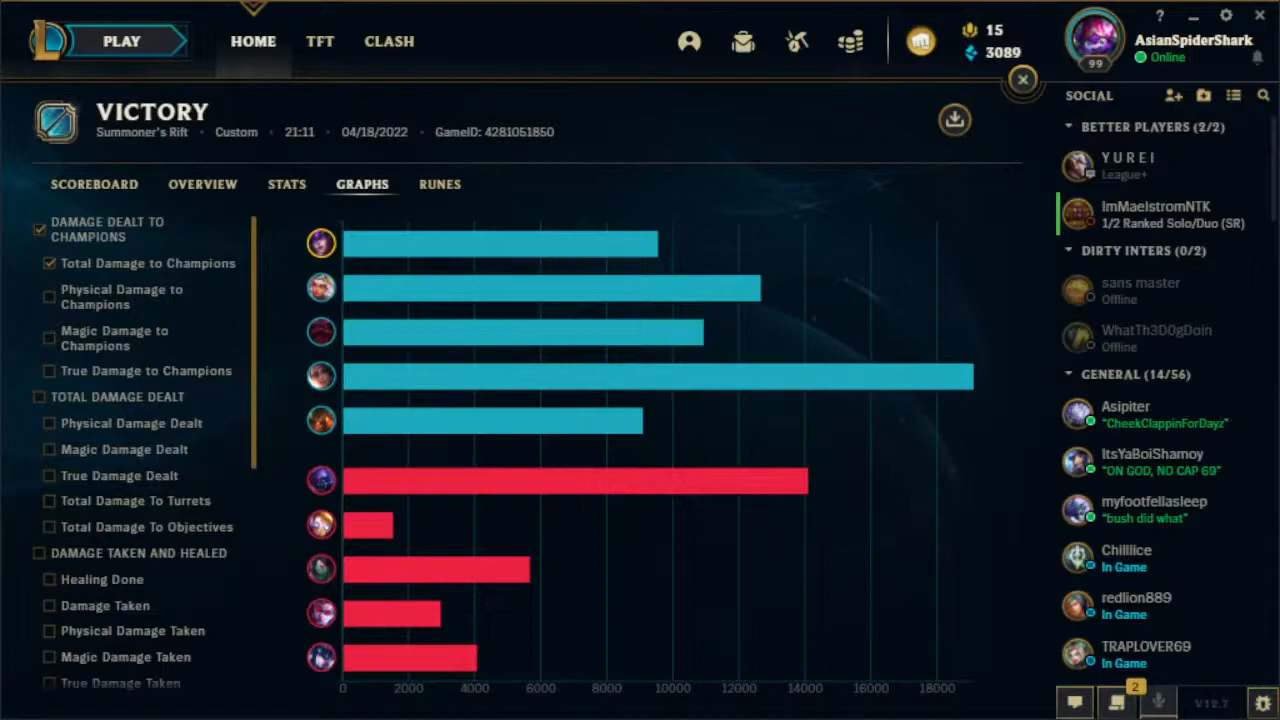 PLAY
HOME
TFT
CLASH
15
3089
?
AsianSpiderShark
99
Online
VICTORY
Summoner's Rift • Custom • 21:11 • 04/18/2022 • GameID: 4281051850
SCOREBOARD
OVERVIEW
STATS
GRAPHS
RUNES
DAMAGE DEALT TO
CHAMPIONS
Total Damage to Champions
Physical Damage to
Champions
Magic Damage to
Champions
True Damage to Champions
TOTAL DAMAGE DEALT
Physical Damage Dealt
Magic Damage Dealt
True Damage Dealt
Total Damage To Turrets
Total Damage To Objectives
DAMAGE TAKEN AND HEALED
Healing Done
Damage Taken
Physical Damage Taken
Magic Damage Taken
True Damage Taken
0 2000 4000 6000 8000 10000 12000 14000 16000 18000
SOCIAL
BETTER PLAYERS (2/2)
Y U R E I
League+
ImMaelstromNTK
1/2 Ranked Solo/Duo (SR)
DIRTY INTERS (0/2)
sans master
Offline
WhatTh3D0gDoin
Offline
GENERAL (14/56)
Asipiter
"CheekClappinForDayz"
ItsYaBoiShamoy
"ON GOD, NO CAP 69"
myfootfellasleep
"bush did what"
Chilllice
In Game
redlion889
In Game
TRAPLOVER69
In Game
2
V12.7